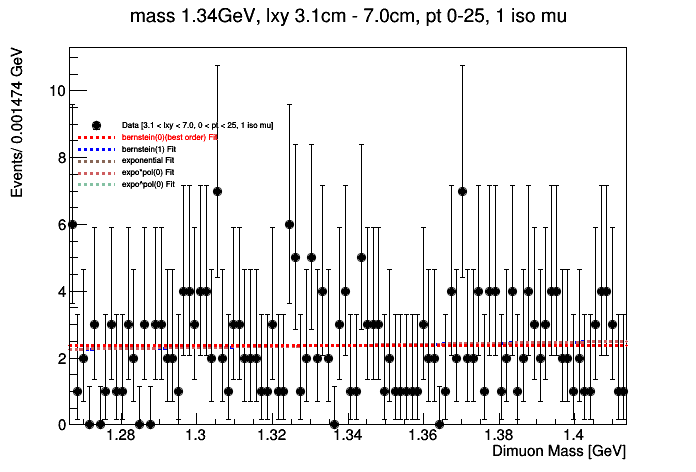 mass 1.34GeV, lxy 3.1cm - 7.0cm, pt 0-25, 1 iso mu
Events/ 0.001474 GeV
10
8
6
4
2
0
Data [3.1 < lxy < 7.0, 0 < pt < 25, 1 iso mu]
bernstein(0)(best order) Fit
bernstein(1) Fit
exponential Fit
expo*pol(0) Fit
expo^pol(0) Fit
1.28 1.3 1.32 1.34 1.36 1.38 1.4
Dimuon Mass [GeV]